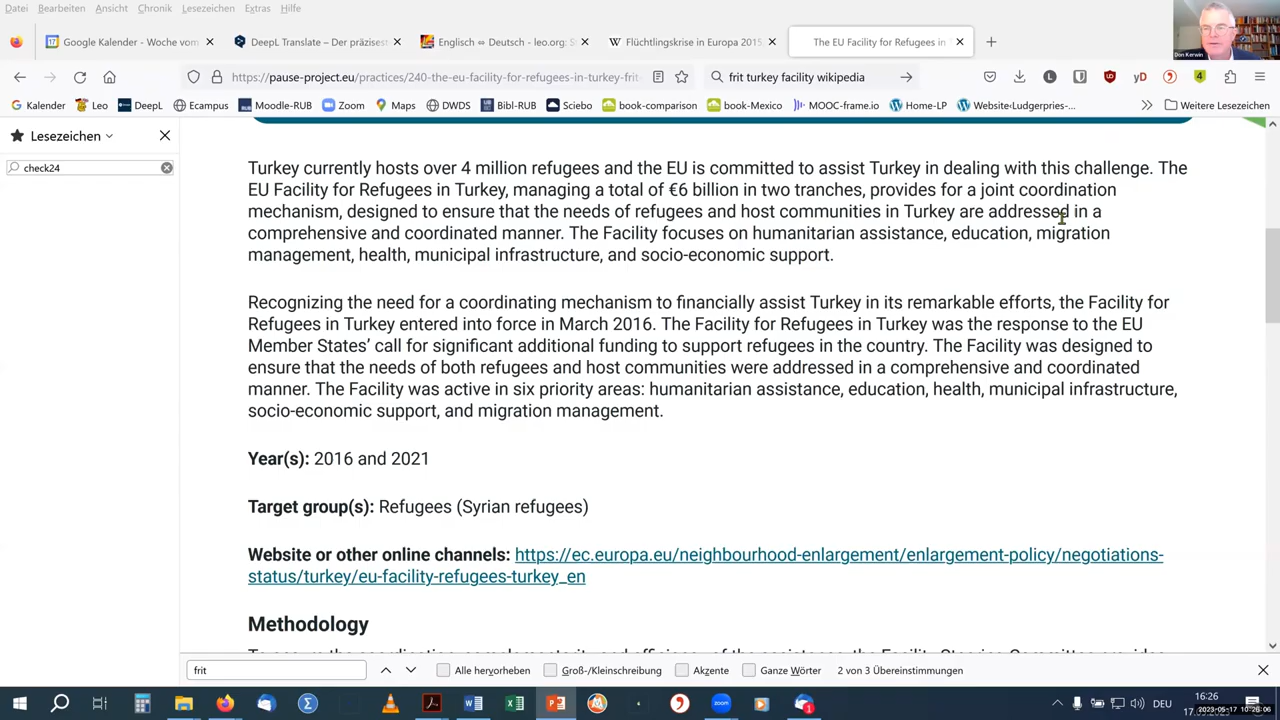 Datei Bearbeiten Ansicht Chronik Lesezeichen Extras Hilfe
17 Google Kalender - Woche vom
DeepL Translate – Der präzisest
Englisch ⇔ Deutsch - leo.org: S
W Flüchtlingskrise in Europa 2015
The EU Facility for Refugees in
Don Kerwin
https://pause-project.eu/practices/240-the-eu-facility-for-refugees-in-turkey-frit
frit turkey facility wikipedia
4
Kalender Leo DeepL Ecampus Moodle-RUB Zoom Maps DWDS Bibl-RUB Sciebo book-comparison book-Mexico MOOC-frame.io Home-LP Website-Ludgerpries-... Weitere Lesezeichen
Lesezeichen
check24
Turkey currently hosts over 4 million refugees and the EU is committed to assist Turkey in dealing with this challenge. The
EU Facility for Refugees in Turkey, managing a total of €6 billion in two tranches, provides for a joint coordination
mechanism, designed to ensure that the needs of refugees and host communities in Turkey are addressed in a
comprehensive and coordinated manner. The Facility focuses on humanitarian assistance, education, migration
management, health, municipal infrastructure, and socio-economic support.
Recognizing the need for a coordinating mechanism to financially assist Turkey in its remarkable efforts, the Facility for
Refugees in Turkey entered into force in March 2016. The Facility for Refugees in Turkey was the response to the EU
Member States’ call for significant additional funding to support refugees in the country. The Facility was designed to
ensure that the needs of both refugees and host communities were addressed in a comprehensive and coordinated
manner. The Facility was active in six priority areas: humanitarian assistance, education, health, municipal infrastructure,
socio-economic support, and migration management.
Year(s): 2016 and 2021
Target group(s): Refugees (Syrian refugees)
Website or other online channels: https://ec.europa.eu/neighbourhood-enlargement/enlargement-policy/negotiations-
status/turkey/eu-facility-refugees-turkey_en
Methodology
frit
Alle hervorheben Groß-/Kleinschreibung Akzente Ganze Wörter 2 von 3 Übereinstimmungen
DEU
16:26
2023-05-17 10:26:06